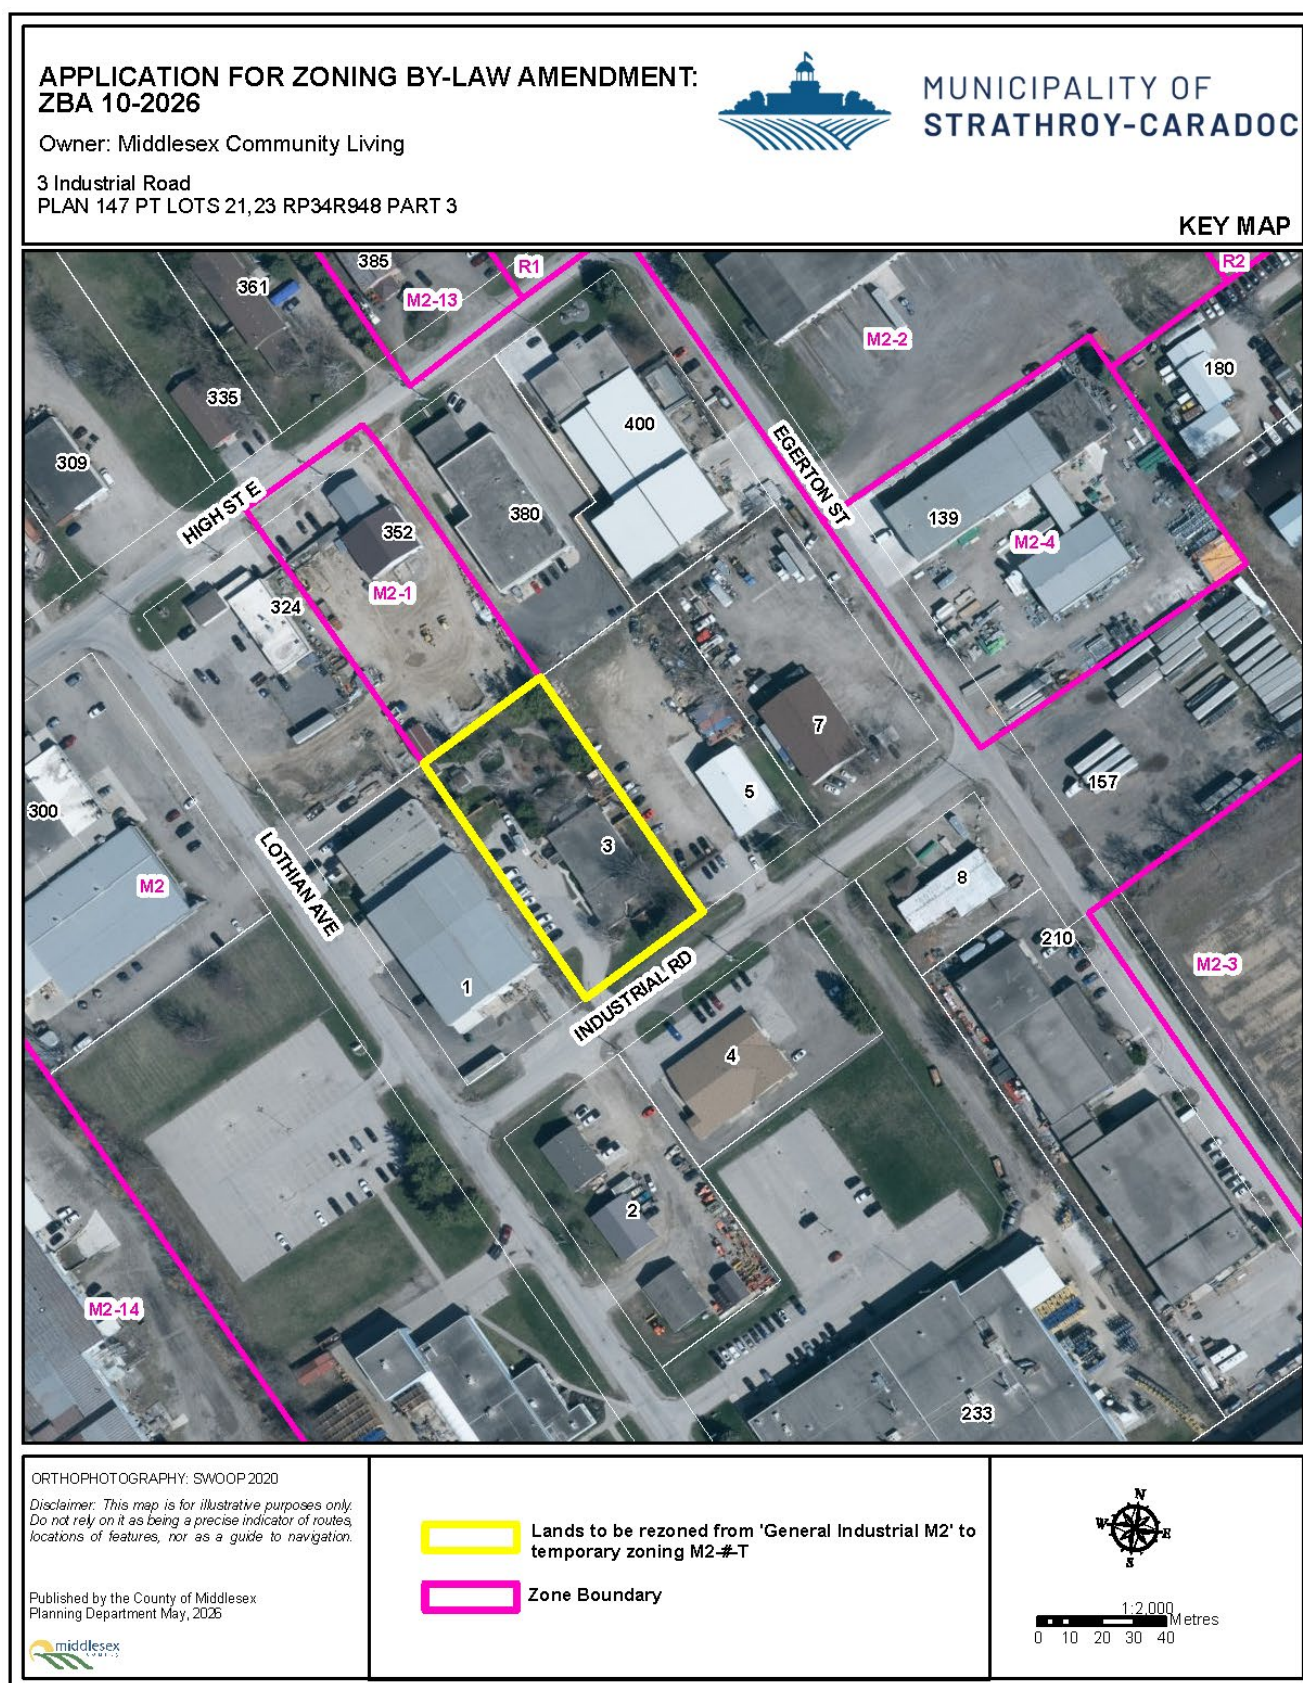 APPLICATION FOR ZONING BY-LAW AMENDMENT:
ZBA 10-2026
Owner: Middlesex Community Living
3 Industrial Road
PLAN 147 PT LOTS 21,23 RP34R948 PART 3
MUNICIPALITY OF
STRATHROY-CARADOC
KEY MAP
385
R1
R2
361
M2-13
M2-2
335
180
400
309
EGERTON ST
HIGH ST E
352
380
139
M2-4
M2-1
324
7
157
5
300
3
LOTHIAN AVE
M2
8
210
M2-3
1
INDUSTRIAL RD
4
2
M2-14
233
ORTHOPHOTOGRAPHY: SWOOP 2020
Disclaimer: This map is for illustrative purposes only.
Do not rely on it as being a precise indicator of routes,
locations of features, nor as a guide to navigation.
Published by the County of Middlesex
Planning Department May, 2026
middlesex
county
Lands to be rezoned from 'General Industrial M2' to
temporary zoning M2-#-T
Zone Boundary
N
W
E
S
1:2,000
Metres
0 10 20 30 40